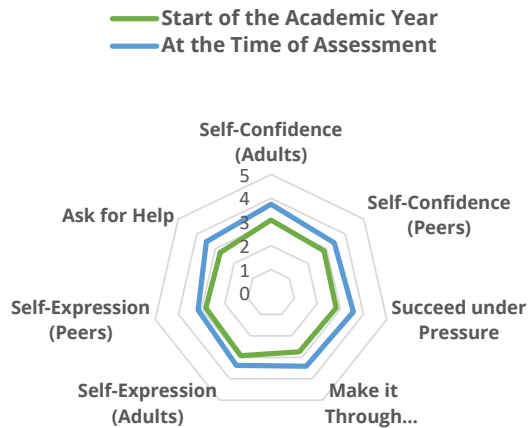 Start of the Academic Year
At the Time of Assessment
Self-Confidence
(Adults)
5
4
3
2
1
0
Self-Confidence
(Peers)
Succeed under
Pressure
Make it
Through...
Self-Expression
(Adults)
Self-Expression
(Peers)
Ask for Help